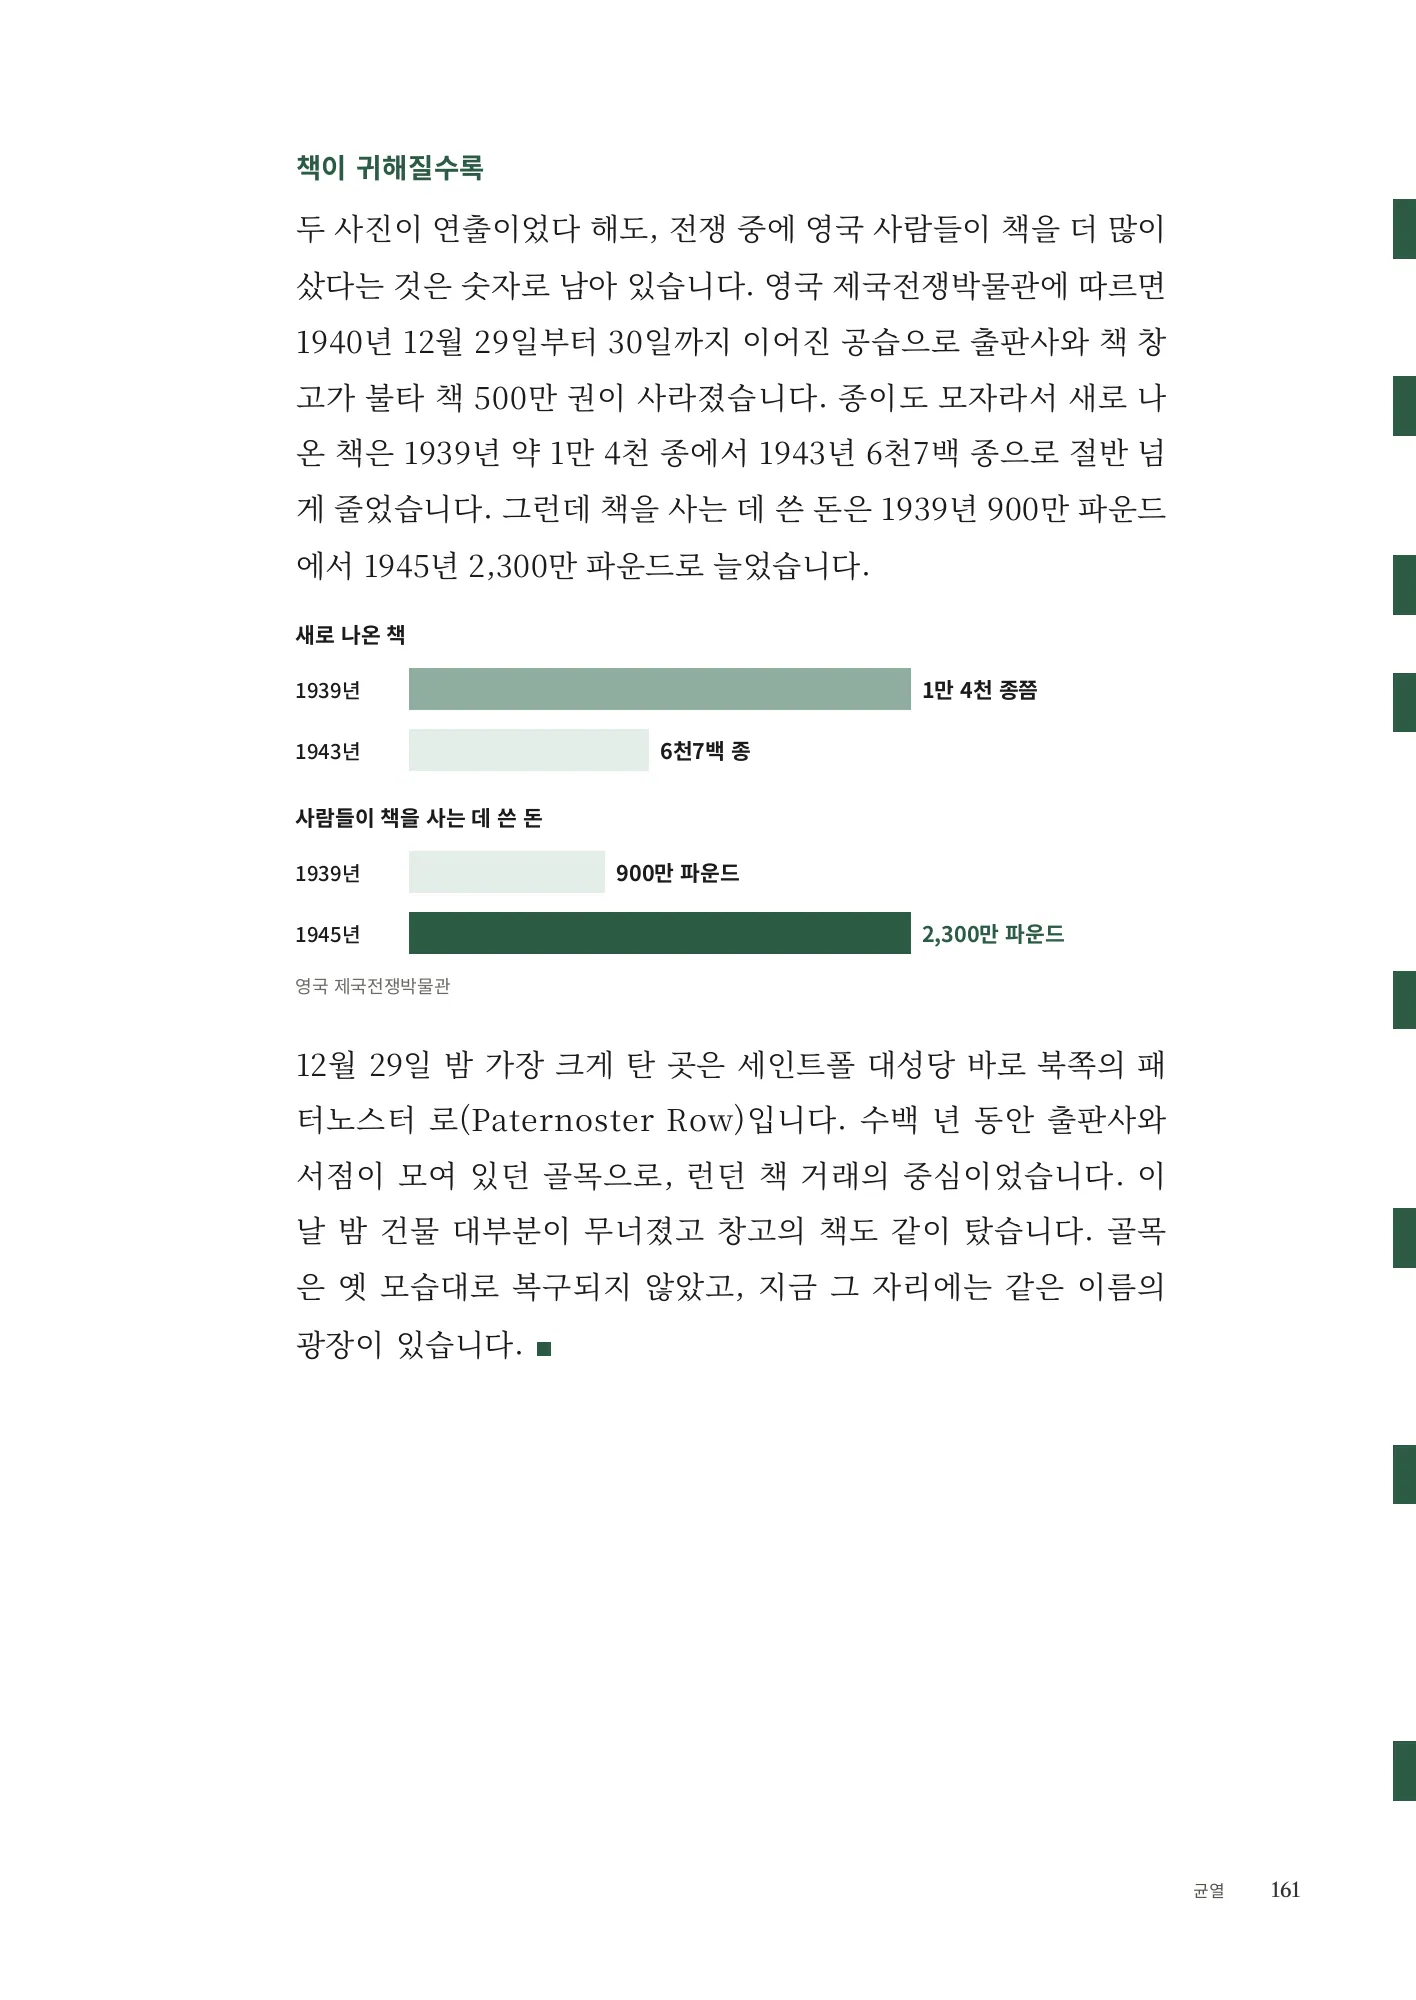 책이 귀해질수록
두 사진이 연출이었다 해도, 전쟁 중에 영국 사람들이 책을 더 많이
샀다는 것은 숫자로 남아 있습니다. 영국 제국전쟁박물관에 따르면
1940년 12월 29일부터 30일까지 이어진 공습으로 출판사와 책 창
고가 불타 책 500만 권이 사라졌습니다. 종이도 모자라서 새로 나
온 책은 1939년 약 1만 4천 종에서 1943년 6천7백 종으로 절반 넘
게 줄었습니다. 그런데 책을 사는 데 쓴 돈은 1939년 900만 파운드
에서 1945년 2,300만 파운드로 늘었습니다.
새로 나온 책
1939년 1만 4천 종쯤
1943년 6천7백 종
사람들이 책을 사는 데 쓴 돈
1939년 900만 파운드
1945년 2,300만 파운드
영국 제국전쟁박물관
12월 29일 밤 가장 크게 탄 곳은 세인트폴 대성당 바로 북쪽의 패
터노스터 로(Paternoster Row)입니다. 수백 년 동안 출판사와
서점이 모여 있던 골목으로, 런던 책 거래의 중심이었습니다. 이
날 밤 건물 대부분이 무너졌고 창고의 책도 같이 탔습니다. 골목
은 옛 모습대로 복구되지 않았고, 지금 그 자리에는 같은 이름의
광장이 있습니다. ■
균열 161